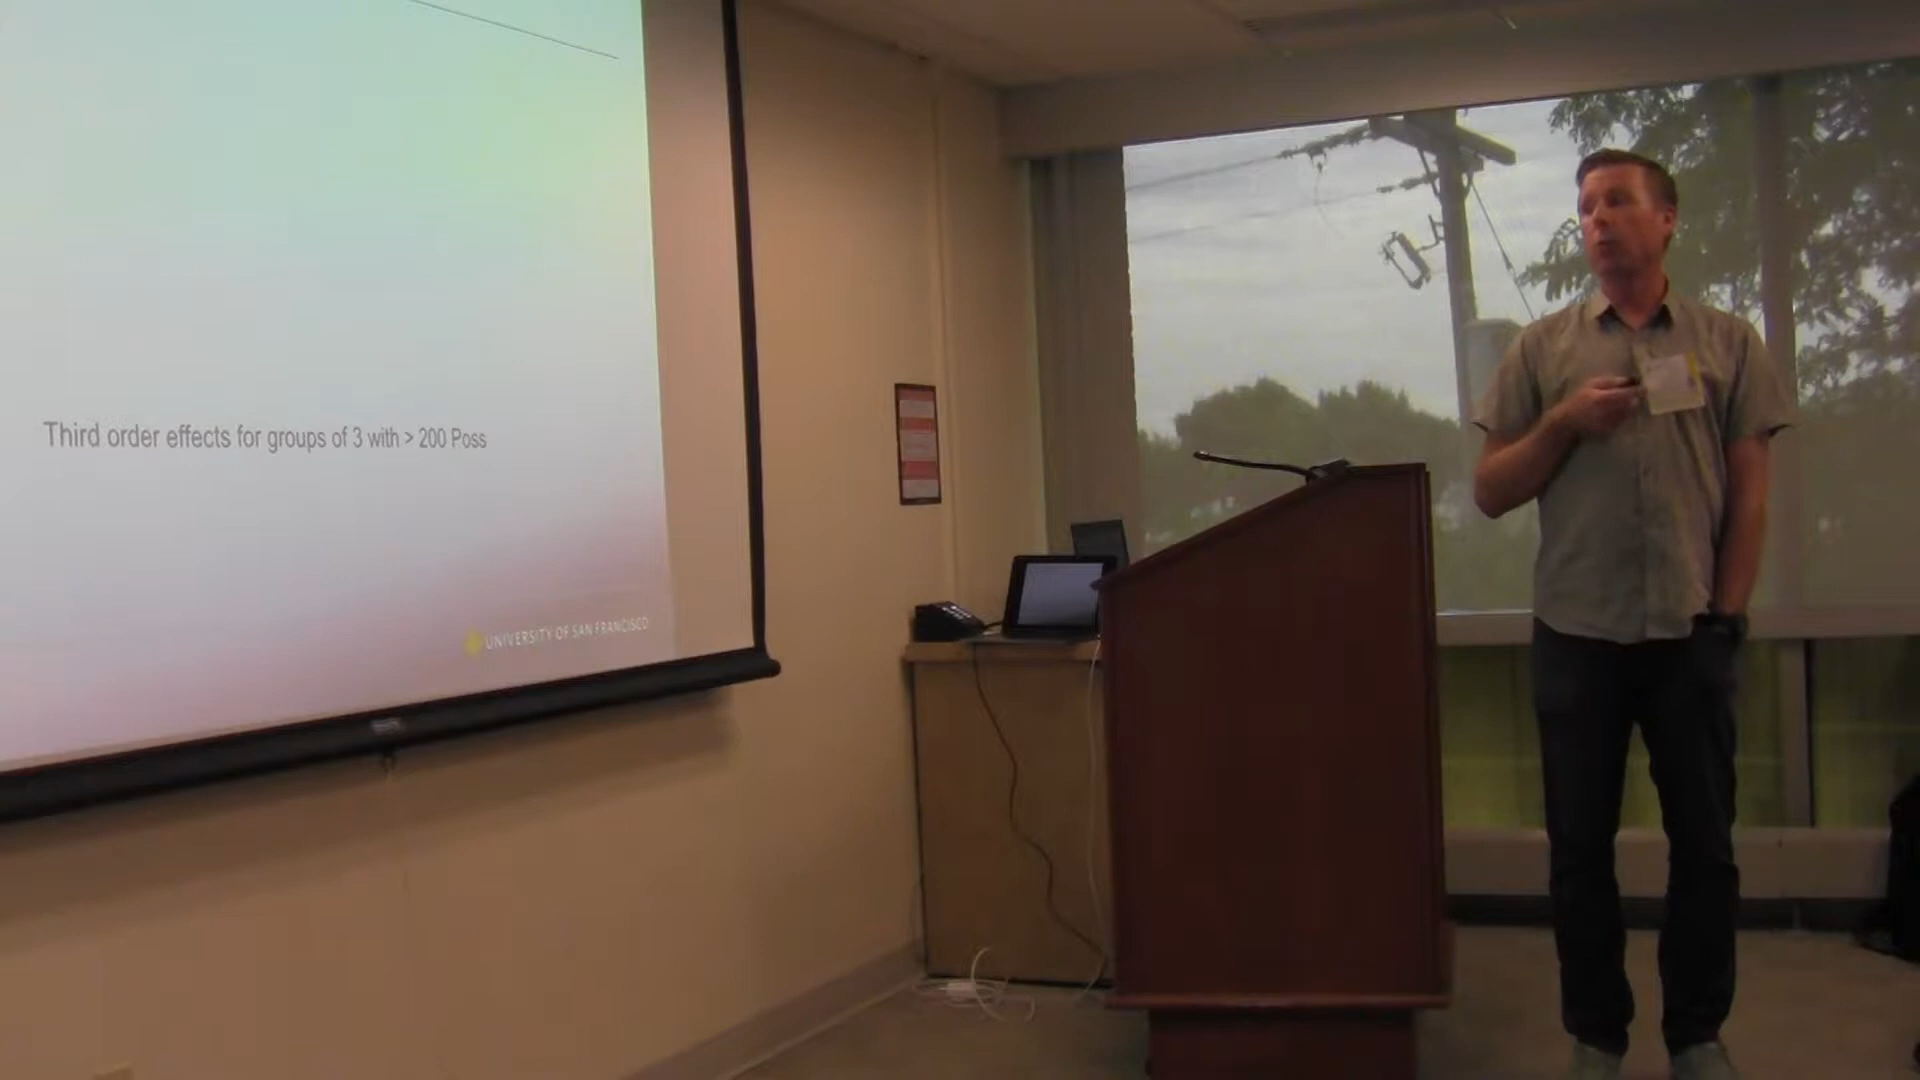 Third order effects for groups of 3 with > 200 Poss
UNIVERSITY OF SAN FRANCISCO